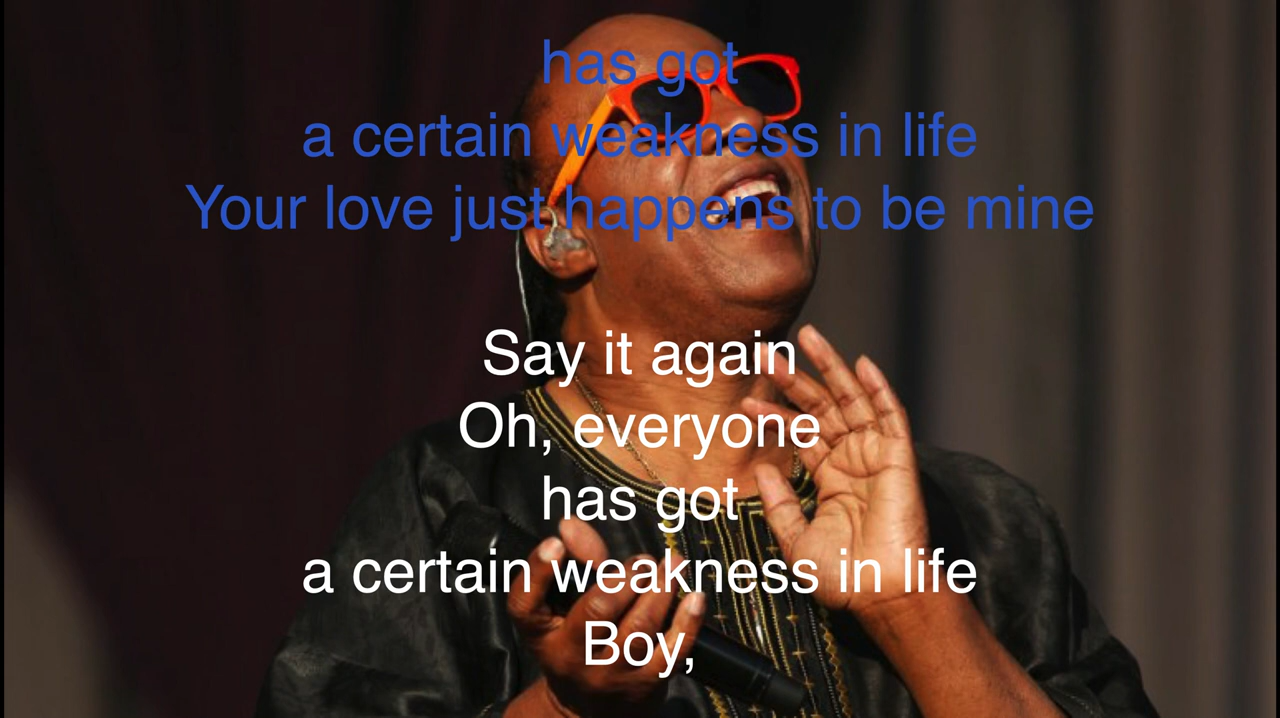 has got
a certain weakness in life
Your love just happens to be mine
Say it again
Oh, everyone
has got
a certain weakness in life
Boy,